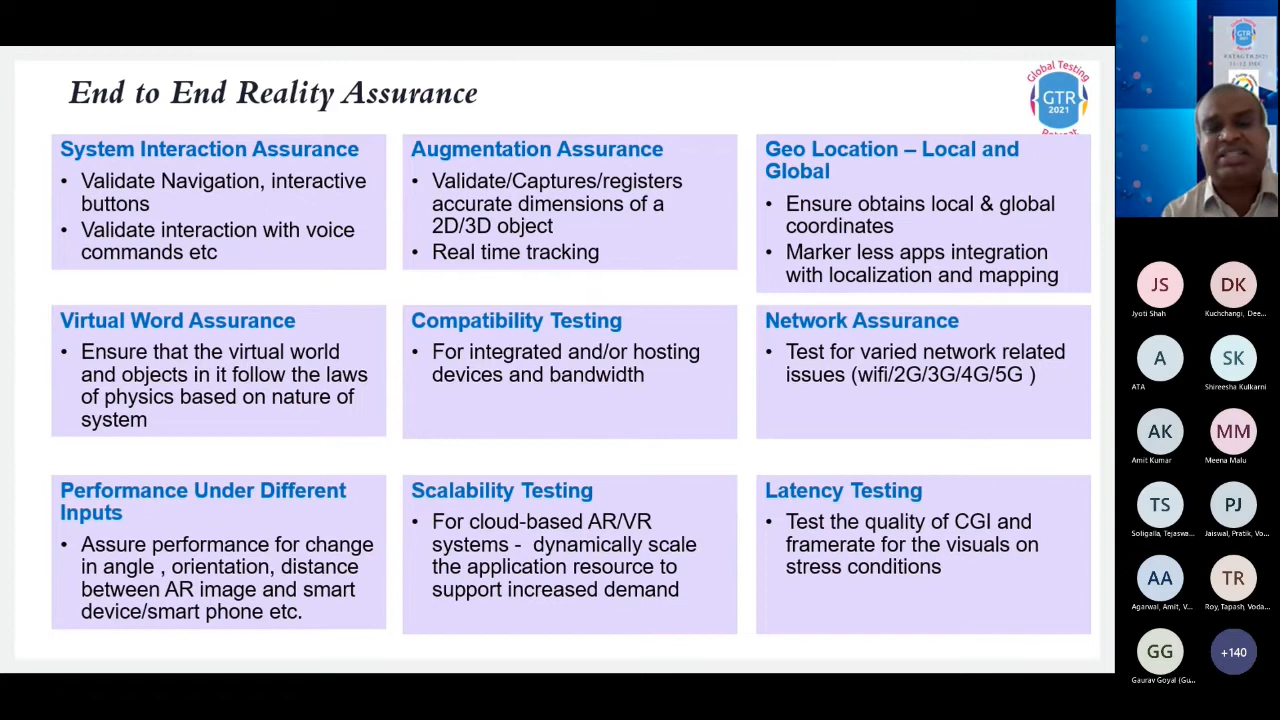 End to End Reality Assurance
Global Testing
GTR
2021
System Interaction Assurance
• Validate Navigation, interactive
buttons
• Validate interaction with voice
commands etc
Augmentation Assurance
• Validate/Captures/registers
accurate dimensions of a
2D/3D object
• Real time tracking
Geo Location – Local and
Global
• Ensure obtains local & global
coordinates
• Marker less apps integration
with localization and mapping
Virtual Word Assurance
• Ensure that the virtual world
and objects in it follow the laws
of physics based on nature of
system
Compatibility Testing
• For integrated and/or hosting
devices and bandwidth
Network Assurance
• Test for varied network related
issues (wifi/2G/3G/4G/5G )
Performance Under Different
Inputs
• Assure performance for change
in angle , orientation, distance
between AR image and smart
device/smart phone etc.
Scalability Testing
• For cloud-based AR/VR
systems - dynamically scale
the application resource to
support increased demand
Latency Testing
• Test the quality of CGI and
framerate for the visuals on
stress conditions
GTR
2021
JS
Jyoti Shah
DK
Kuchchangi, Dee...
A
ATA
SK
Shireesha Kulkarni
AK
Amit Kumar
MM
Meena Malu
TS
Soligalla, Tejasw...
PJ
Jaiswal, Pratik, Vo...
AA
Agarwal, Amit, V...
TR
Roy, Tapash, Voda...
GG
Gaurav Goyal (Gu...
+140